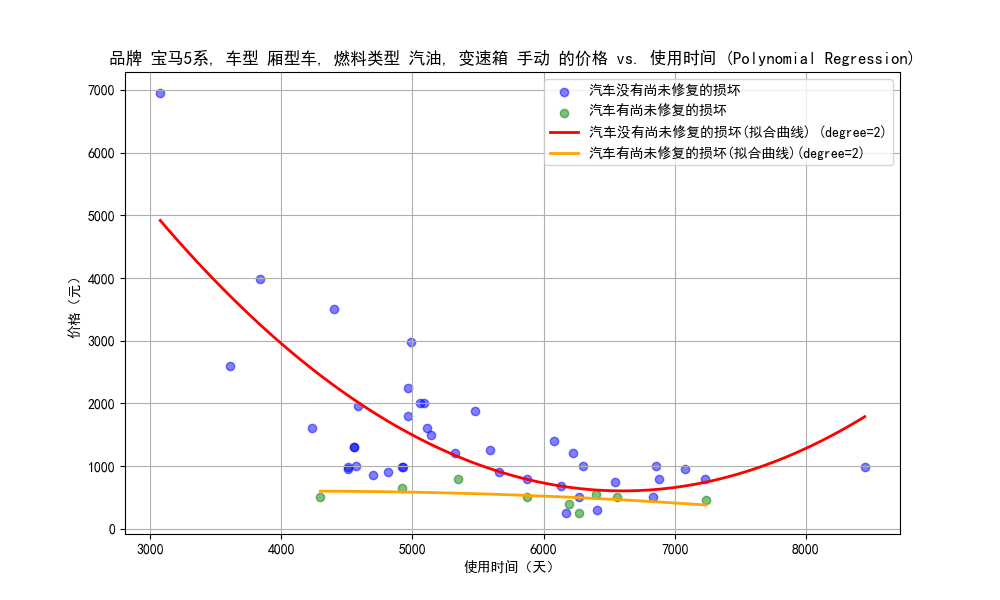 品牌 宝马5系, 车型 厢型车, 燃料类型 汽油, 变速箱 手动 的价格 vs. 使用时间 (Polynomial Regression)
汽车没有尚未修复的损坏
汽车有尚未修复的损坏
汽车没有尚未修复的损坏(拟合曲线) (degree=2)
汽车有尚未修复的损坏(拟合曲线)(degree=2)
7000
6000
5000
4000
3000
2000
1000
0
价格（元）
3000 4000 5000 6000 7000 8000
使用时间（天）